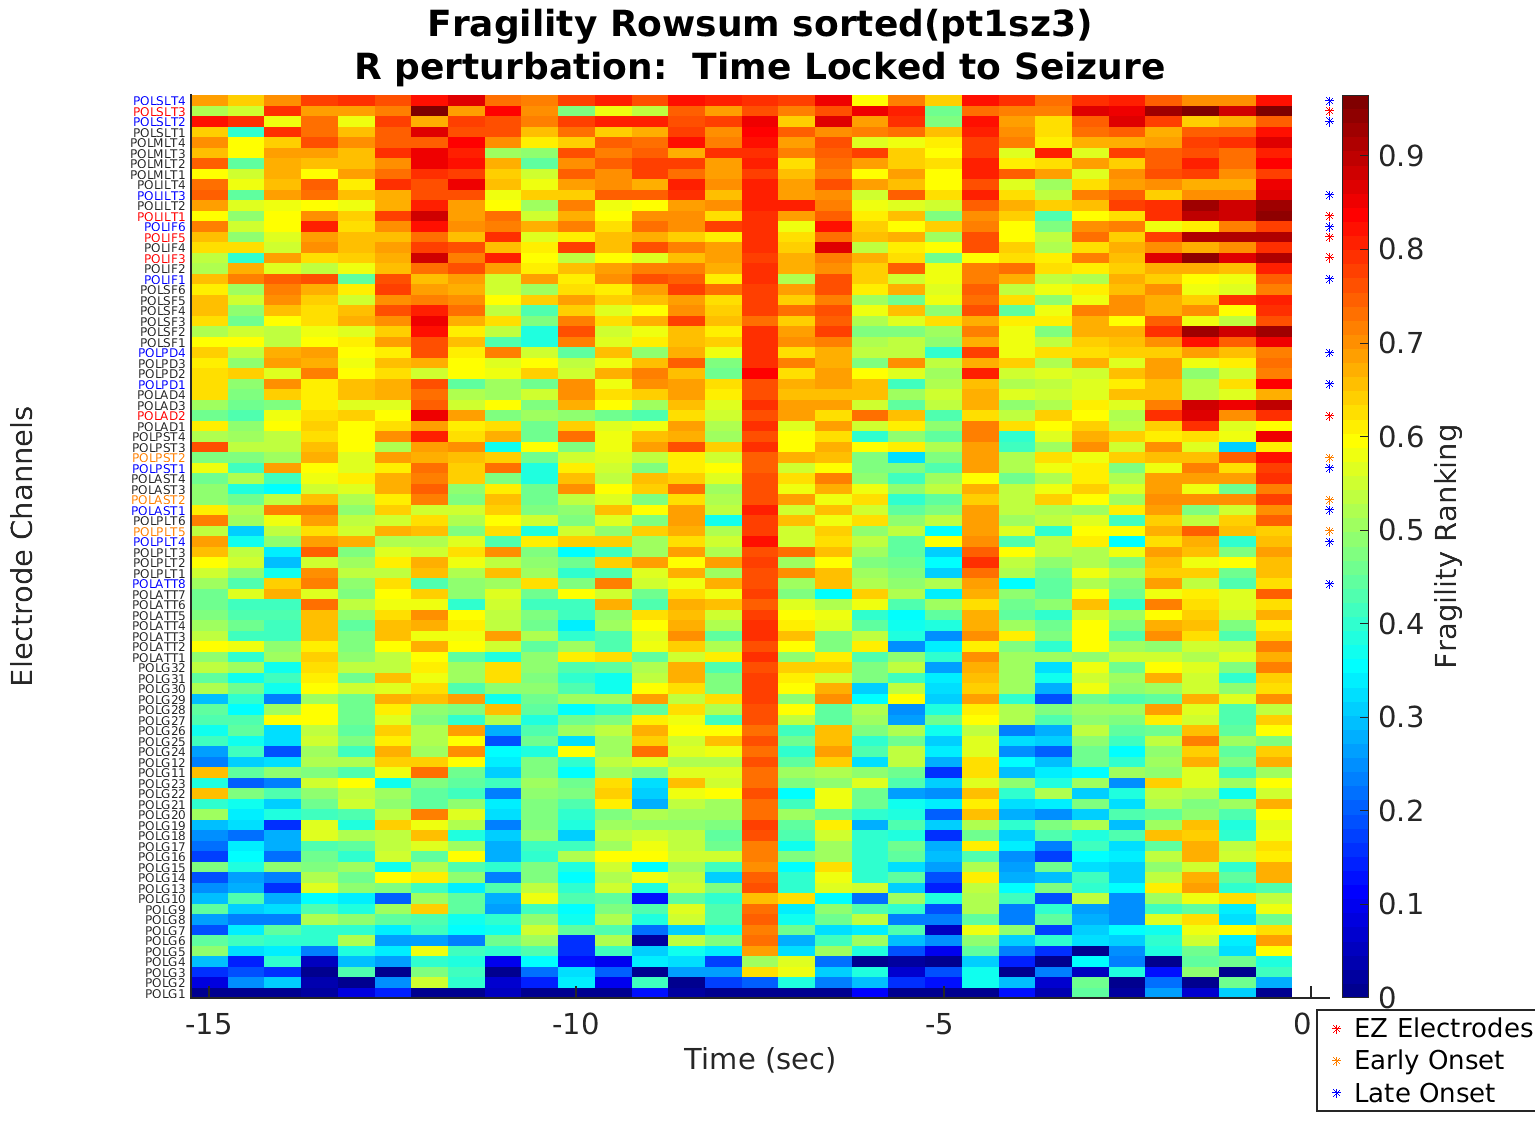 Fragility Rowsum sorted(pt1sz3)
R perturbation:  Time Locked to Seizure
Electrode Channels
POLSLT4
POLSLT3
POLSLT2
POLSLT1
POLMLT4
POLMLT3
POLMLT2
POLMLT1
POLILT4
POLILT3
POLILT2
POLILT1
POLIF6
POLIF5
POLIF4
POLIF3
POLIF2
POLIF1
POLSF6
POLSF5
POLSF4
POLSF3
POLSF2
POLSF1
POLPD4
POLPD3
POLPD2
POLPD1
POLAD4
POLAD3
POLAD2
POLAD1
POLPST4
POLPST3
POLPST2
POLPST1
POLAST4
POLAST3
POLAST2
POLAST1
POLPLT6
POLPLT5
POLPLT4
POLPLT3
POLPLT2
POLPLT1
POLATT8
POLATT7
POLATT6
POLATT5
POLATT4
POLATT3
POLATT2
POLATT1
POLG32
POLG31
POLG30
POLG29
POLG28
POLG27
POLG26
POLG25
POLG24
POLG12
POLG11
POLG23
POLG22
POLG21
POLG20
POLG19
POLG18
POLG17
POLG16
POLG15
POLG14
POLG13
POLG10
POLG9
POLG8
POLG7
POLG6
POLG5
POLG4
POLG3
POLG2
POLG1
-15
-10
-5
0
Time (sec)
0.9
0.8
0.7
0.6
0.5
0.4
0.3
0.2
0.1
0
Fragility Ranking
EZ Electrodes
Early Onset
Late Onset